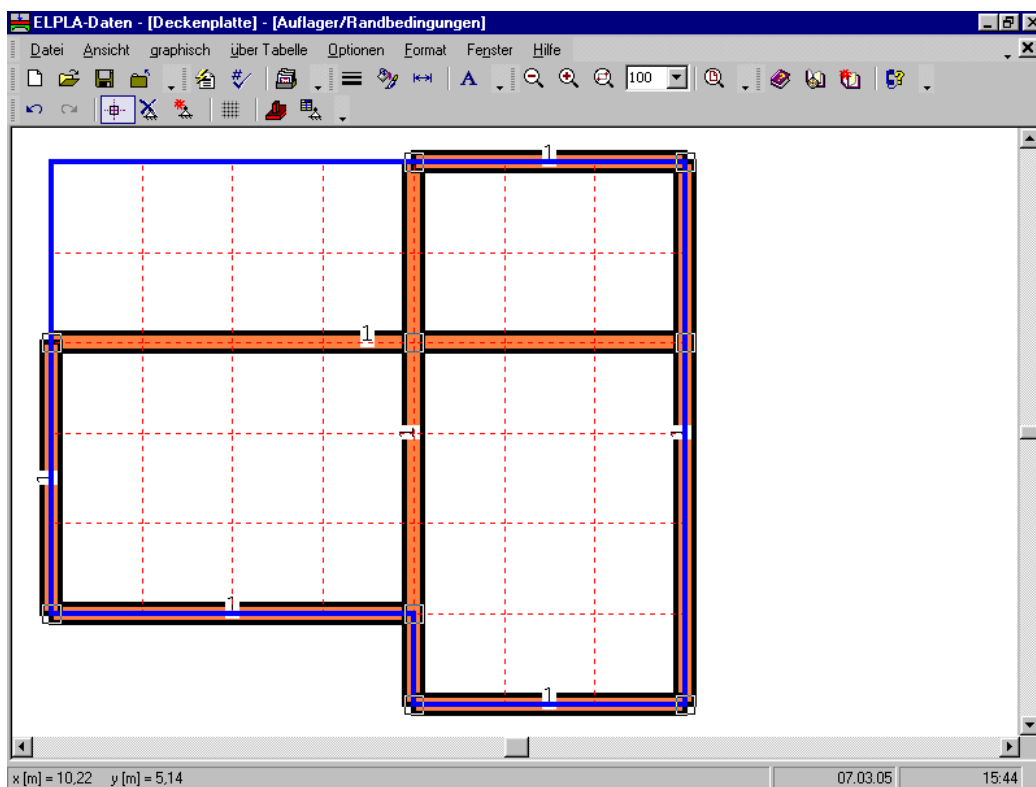 ELPLA-Daten - [Deckenplatte] - [Auflager/Randbedingungen]
Datei Ansicht graphisch über Tabelle Optionen Format Fenster Hilfe
A 100
1
1
1 1
1
1
1
x [m] = 10,22 y [m] = 5,14 07.03.05 15:44